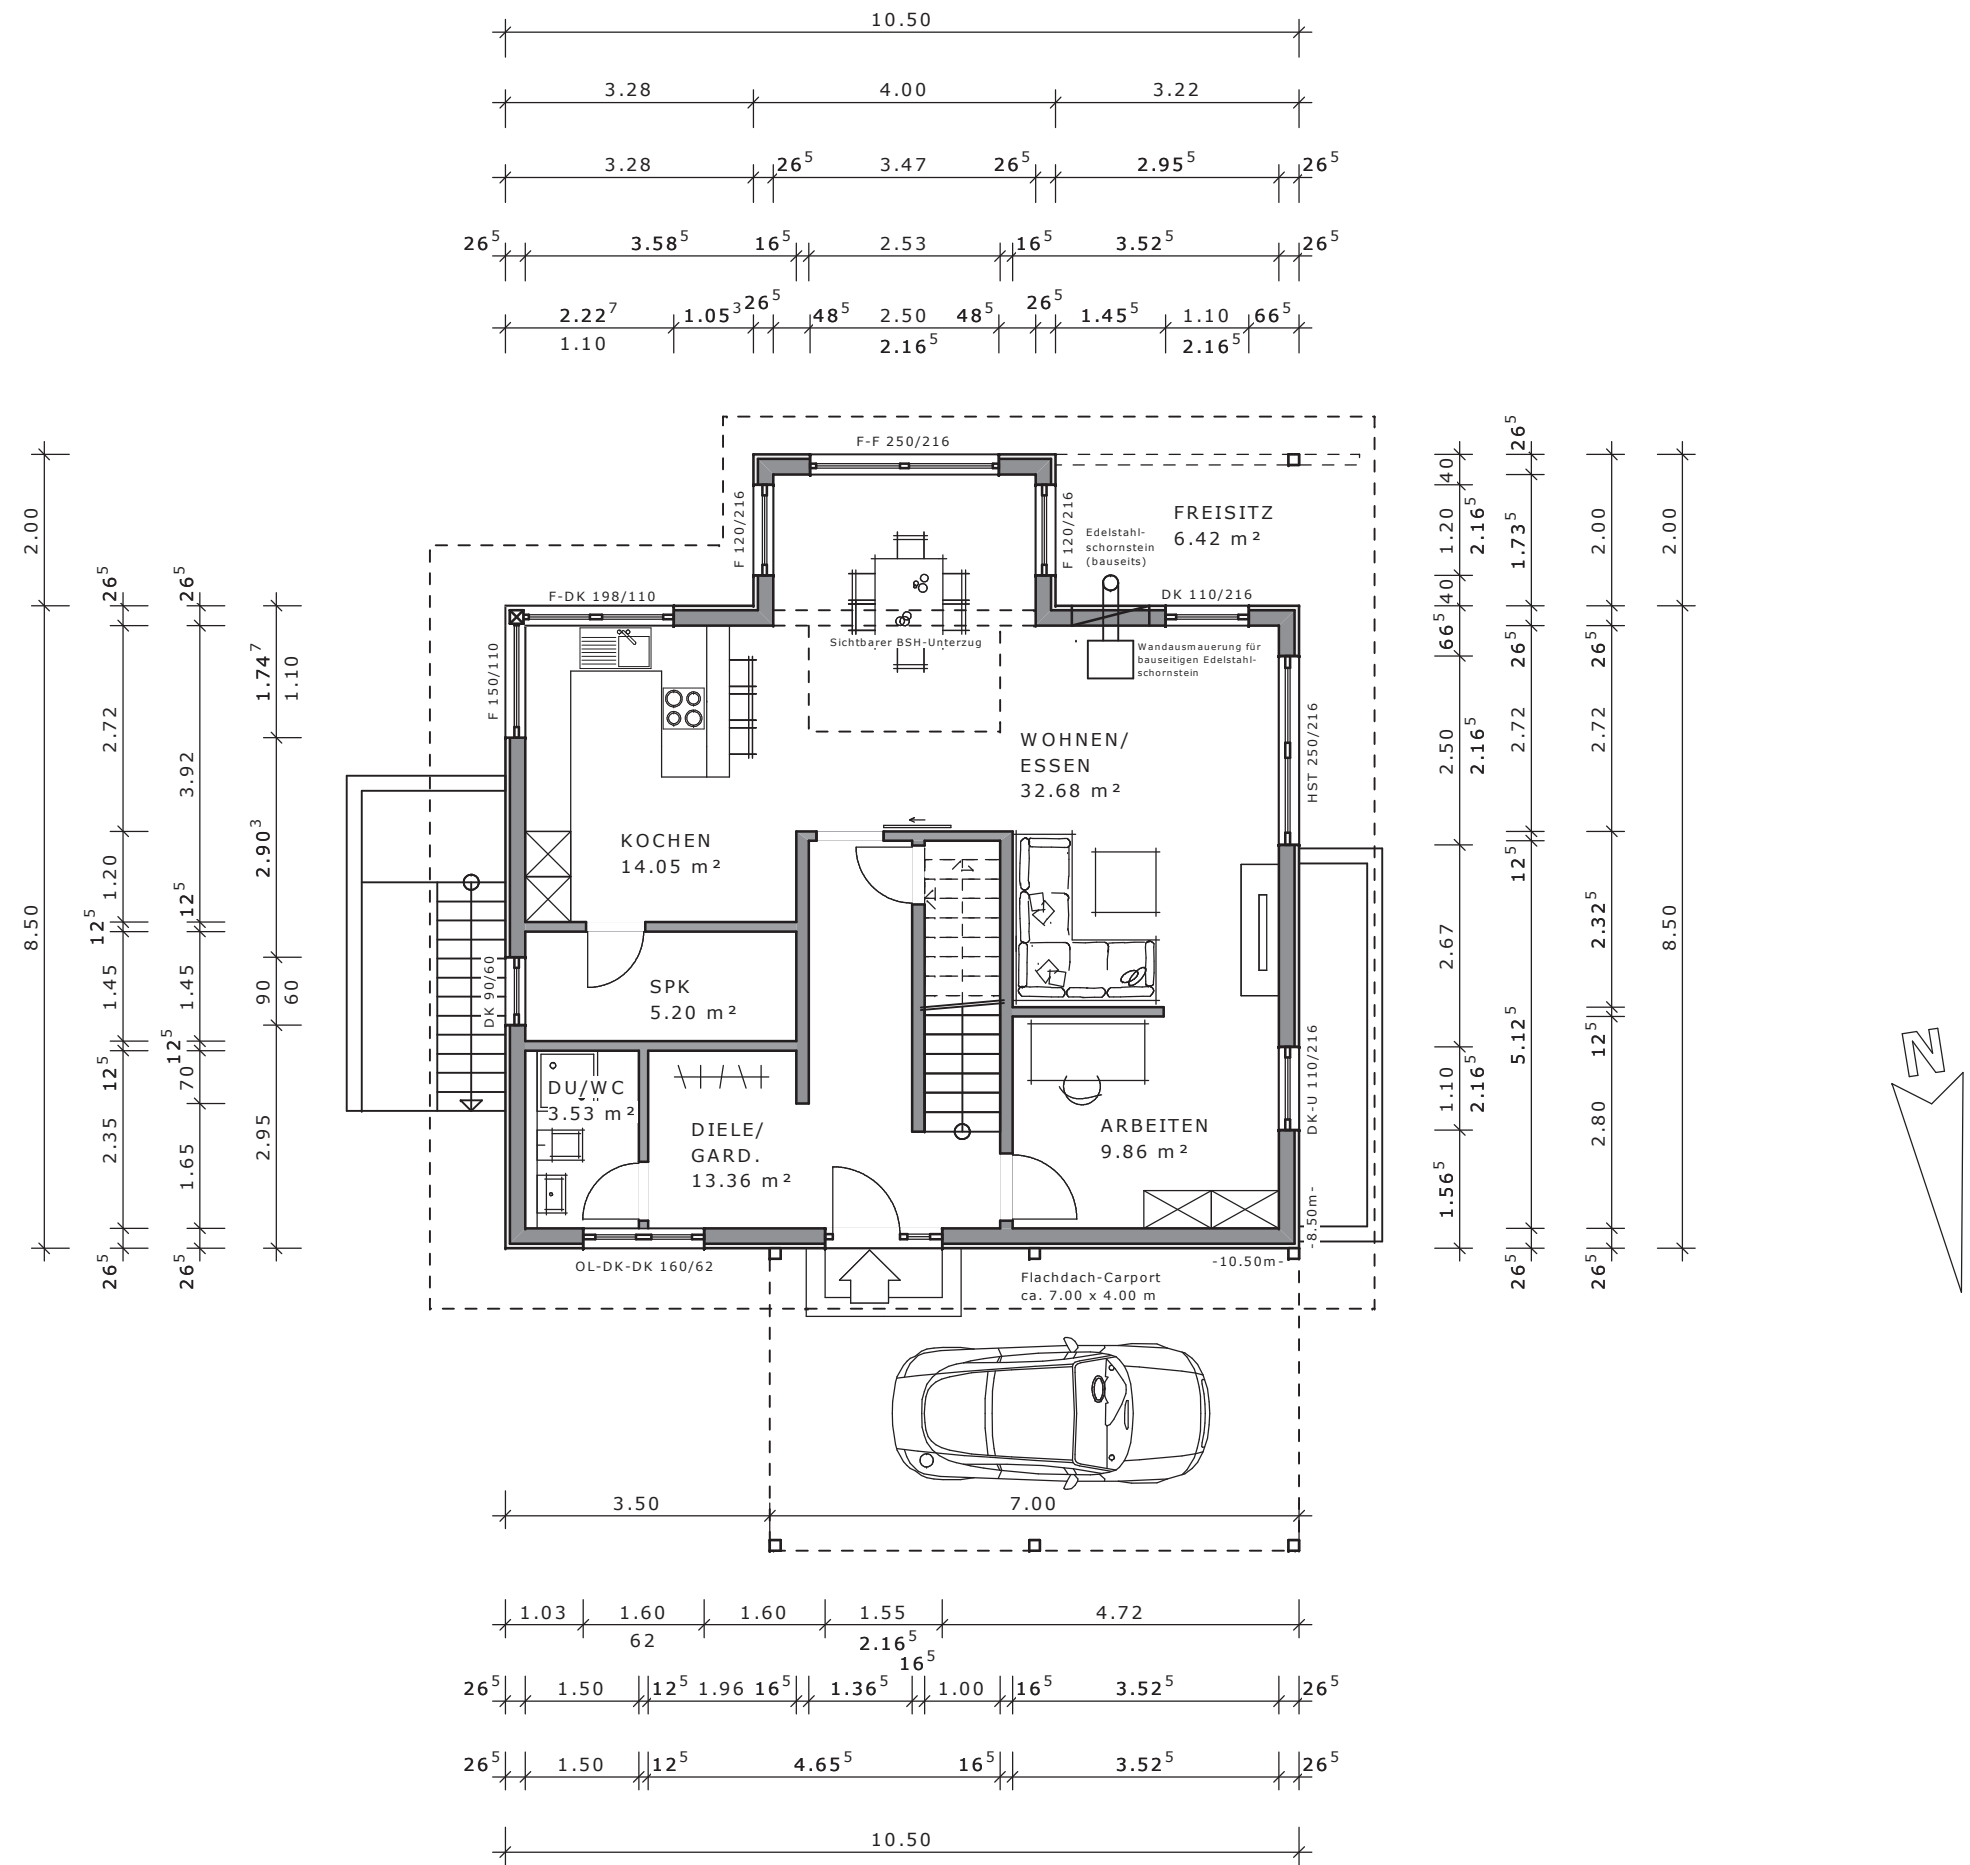 10.50
3.28 4.00 3.22
3.28 26⁵ 3.47 26⁵ 2.95⁵ 26⁵
26⁵ 3.58⁵ 16⁵ 2.53 16⁵ 3.52⁵ 26⁵
2.22⁷ 1.05³ 26⁵ 48⁵ 2.50 48⁵ 26⁵ 1.45⁵ 1.10 66⁵
1.10 2.16⁵ 2.16⁵
2.00
8.50
26⁵
2.72
1.20
12⁵
1.45
12⁵
2.35
26⁵
26⁵
3.92
12⁵
1.45
12⁵
70
1.65
26⁵
1.74⁷
1.10
2.90³
90
60
2.95
F-F 250/216
F 120/216
F 120/216
FREISITZ
6.42 m²
Edelstahl-
schornstein
(bauseits)
F-DK 198/110
DK 110/216
F 150/110
Sichtbarer BSH-Unterzug
Wandausmauerung für
bauseitigen Edelstahl-
schornstein
HST 250/216
WOHNEN/
ESSEN
32.68 m²
KOCHEN
14.05 m²
SPK
5.20 m²
DK 90/60
DU/WC
3.53 m²
DIELE/
GARD.
13.36 m²
ARBEITEN
9.86 m²
DK-U 110/216
-8.50m-
-10.50m-
OL-DK-DK 160/62
Flachdach-Carport
ca. 7.00 x 4.00 m
40
1.20
2.16⁵
40
66⁵
2.50
2.16⁵
2.67
1.10
2.16⁵
1.56⁵
26⁵
1.73⁵
26⁵
2.72
12⁵
5.12⁵
26⁵
2.00
26⁵
2.72
2.32⁵
12⁵
2.80
26⁵
2.00
8.50
N
3.50 7.00
1.03 1.60 1.60 1.55 4.72
62 2.16⁵
26⁵ 1.50 12⁵ 1.96 16⁵ 1.36⁵ 16⁵ 1.00 16⁵ 3.52⁵ 26⁵
26⁵ 1.50 12⁵ 4.65⁵ 16⁵ 3.52⁵ 26⁵
10.50